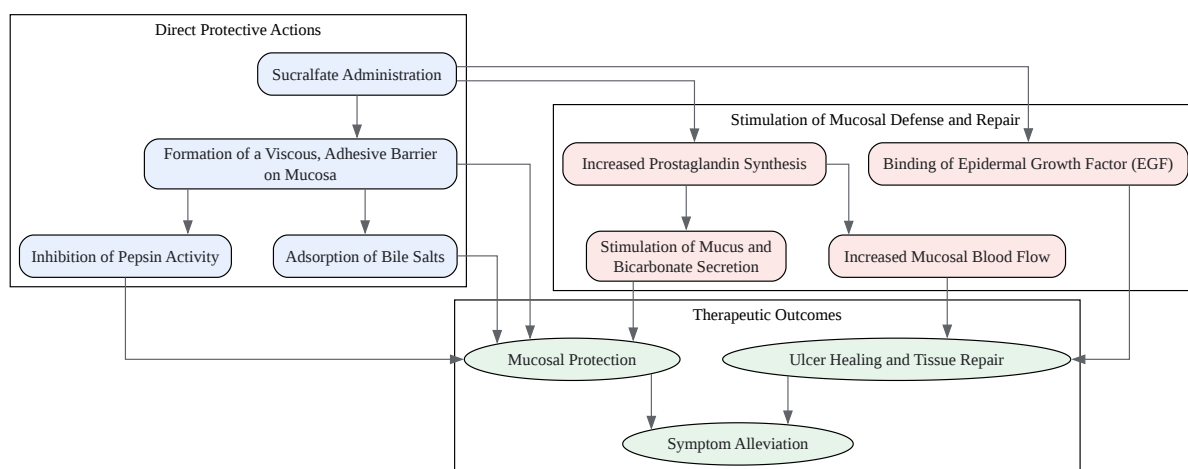 Direct Protective Actions
Sucralfate Administration
Formation of a Viscous, Adhesive Barrier
on Mucosa
Inhibition of Pepsin Activity
Adsorption of Bile Salts
Stimulation of Mucosal Defense and Repair
Increased Prostaglandin Synthesis
Binding of Epidermal Growth Factor (EGF)
Stimulation of Mucus and
Bicarbonate Secretion
Increased Mucosal Blood Flow
Therapeutic Outcomes
Mucosal Protection
Ulcer Healing and Tissue Repair
Symptom Alleviation